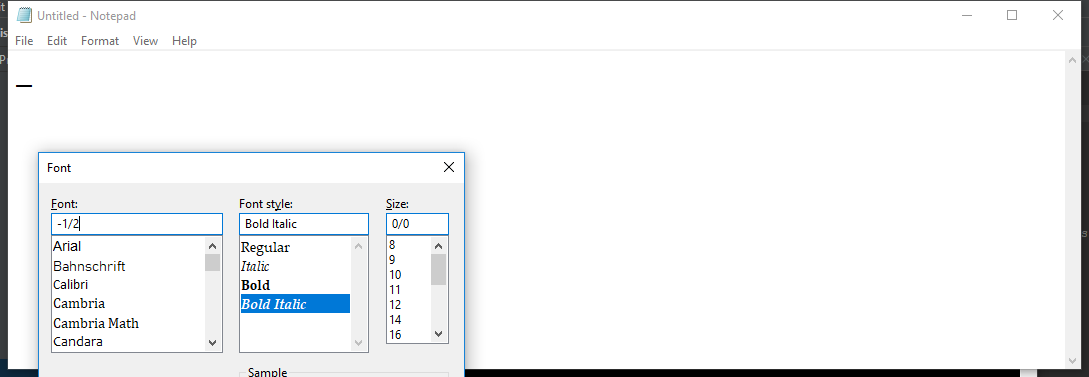 Untitled - Notepad
File Edit Format View Help
_
Font
Font: Font style: Size:
-1/2 Bold Italic 0/0
Arial Regular 8
Bahnschrift Italic 9
Calibri Bold 10
Cambria Bold Italic 11
Cambria Math 12
Candara 14
16
Sample